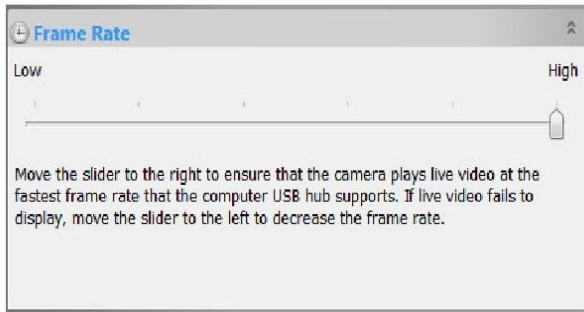 Frame Rate
Low High
Move the slider to the right to ensure that the camera plays live video at the
fastest frame rate that the computer USB hub supports. If live video fails to
display, move the slider to the left to decrease the frame rate.